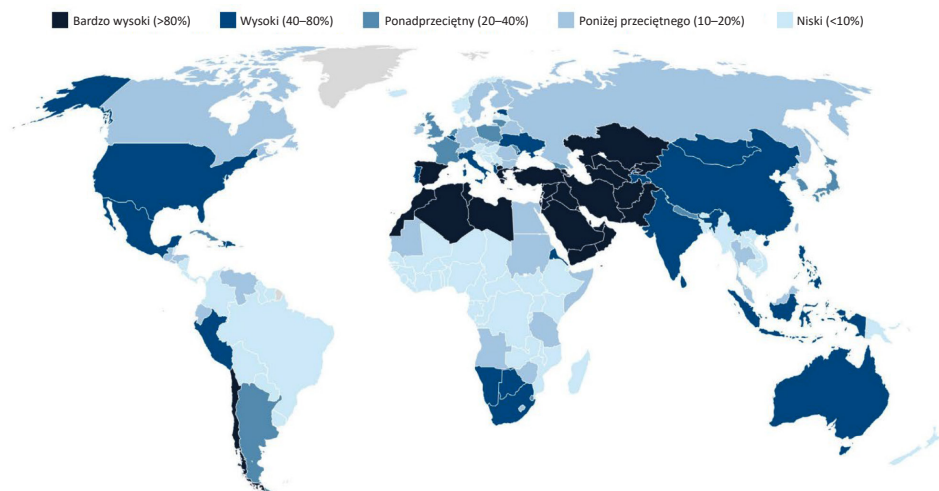 Bardzo wysoki (>80%) Wysoki (40–80%) Ponadprzeciętny (20–40%) Poniżej przeciętnego (10–20%) Niski (<10%)